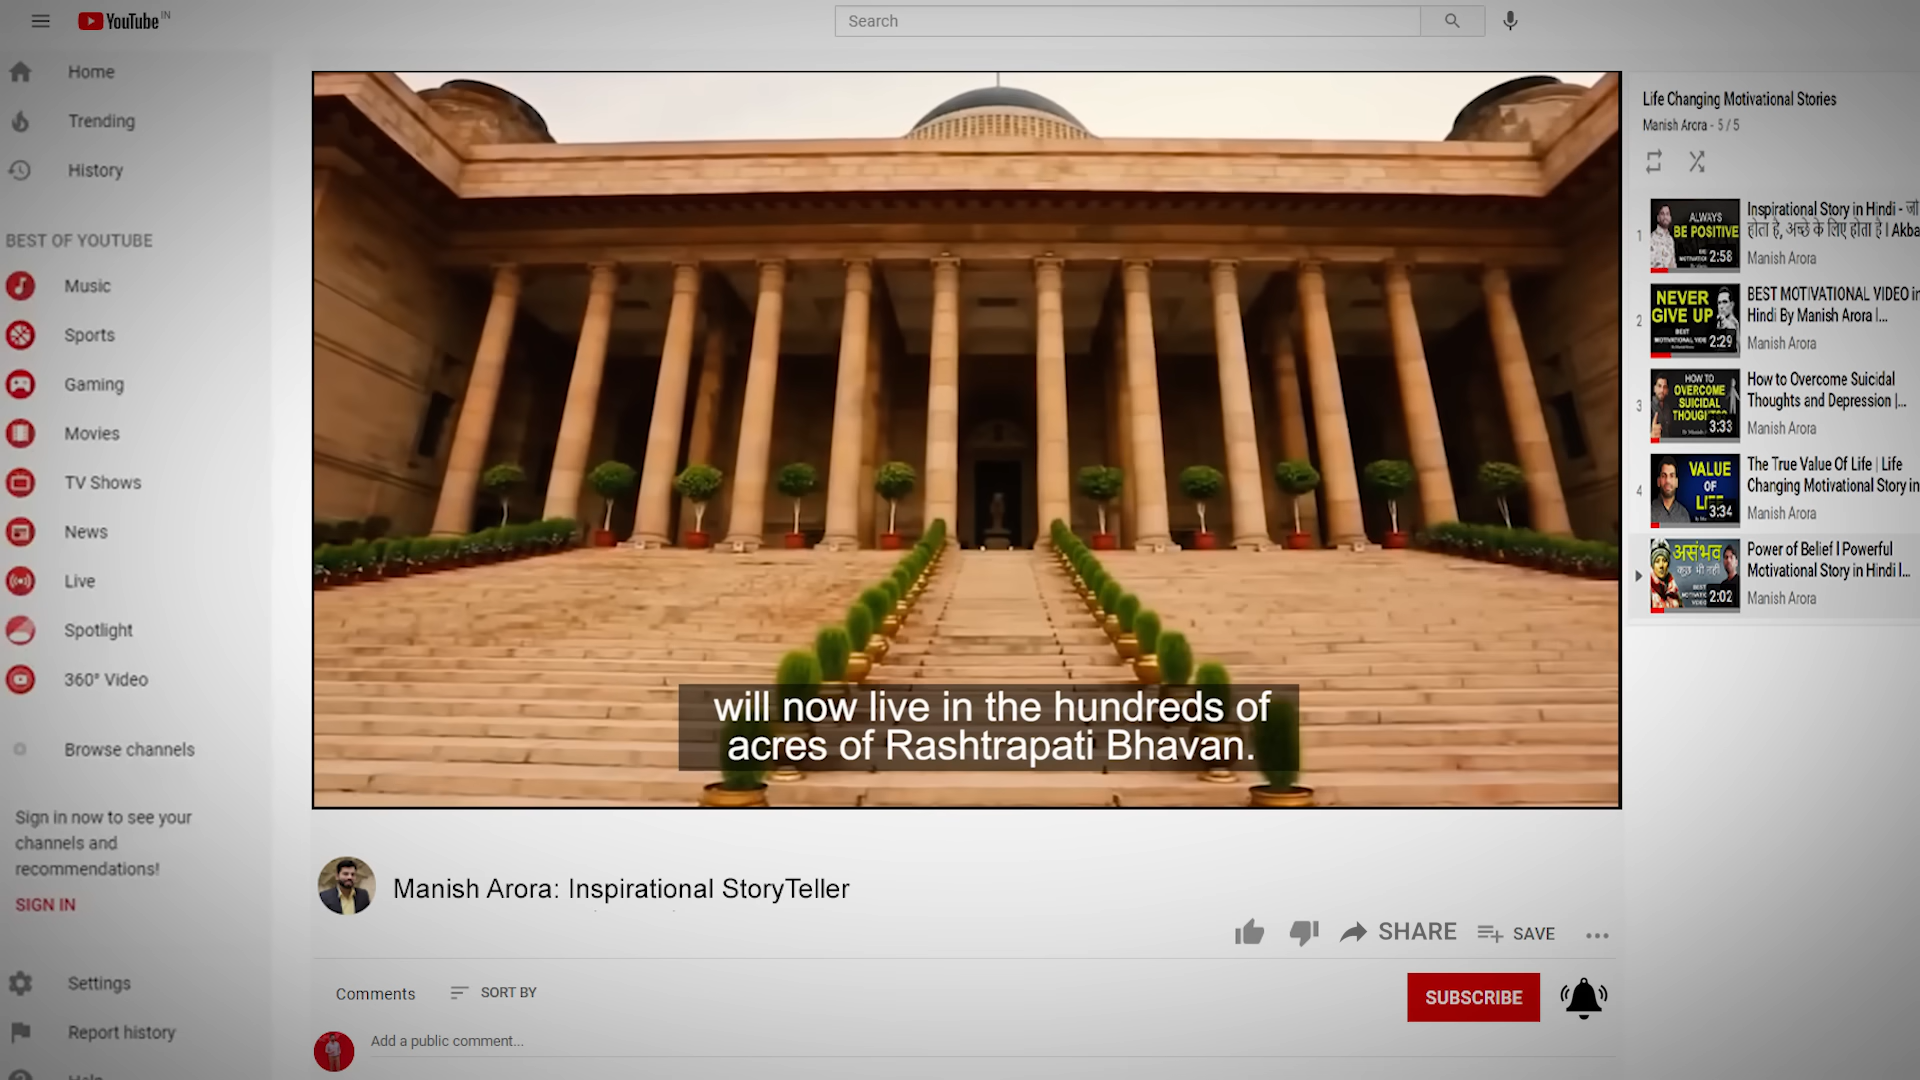 YouTube IN
Search
Home
Trending
History
BEST OF YOUTUBE
Music
Sports
Gaming
Movies
TV Shows
News
Live
Spotlight
360° Video
Browse channels
Sign in now to see your
channels and
recommendations!
SIGN IN
Settings
Report history
will now live in the hundreds of
acres of Rashtrapati Bhavan.
Manish Arora: Inspirational StoryTeller
SHARE
SAVE
Comments
SORT BY
SUBSCRIBE
Add a public comment...
Life Changing Motivational Stories
Manish Arora - 5 / 5
1
ALWAYS
BE POSITIVE
2:58
Inspirational Story in Hindi - जो
होता है, अच्छे के लिए होता है I Akba
Manish Arora
2
NEVER
GIVE UP
BEST
2:29
BEST MOTIVATIONAL VIDEO in
Hindi By Manish Arora I...
Manish Arora
3
HOW TO
OVERCOME
SUICIDAL
3:33
How to Overcome Suicidal
Thoughts and Depression |...
Manish Arora
4
VALUE
OF
3:34
The True Value Of Life | Life
Changing Motivational Story in
Manish Arora
असंभव
कुछ भी नहीं
BEST
VIDEO
2:02
Power of Belief I Powerful
Motivational Story in Hindi I...
Manish Arora